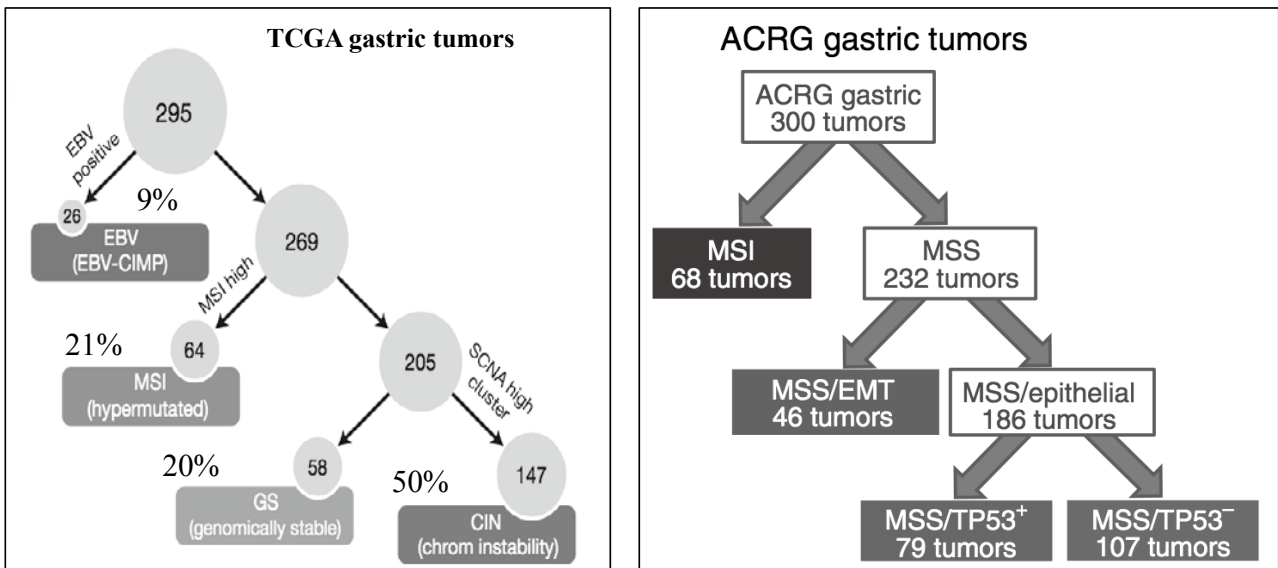 TCGA gastric tumors
295
EBV
positive
9%
26
EBV
(EBV-CIMP)
269
MSI high
21%
64
MSI
(hypermutated)
205
SCNA high
cluster
20%
58
GS
(genomically stable)
50%
147
CIN
(chrom instability)
ACRG gastric tumors
ACRG gastric
300 tumors
MSI
68 tumors
MSS
232 tumors
MSS/EMT
46 tumors
MSS/epithelial
186 tumors
MSS/TP53⁺
79 tumors
MSS/TP53⁻
107 tumors